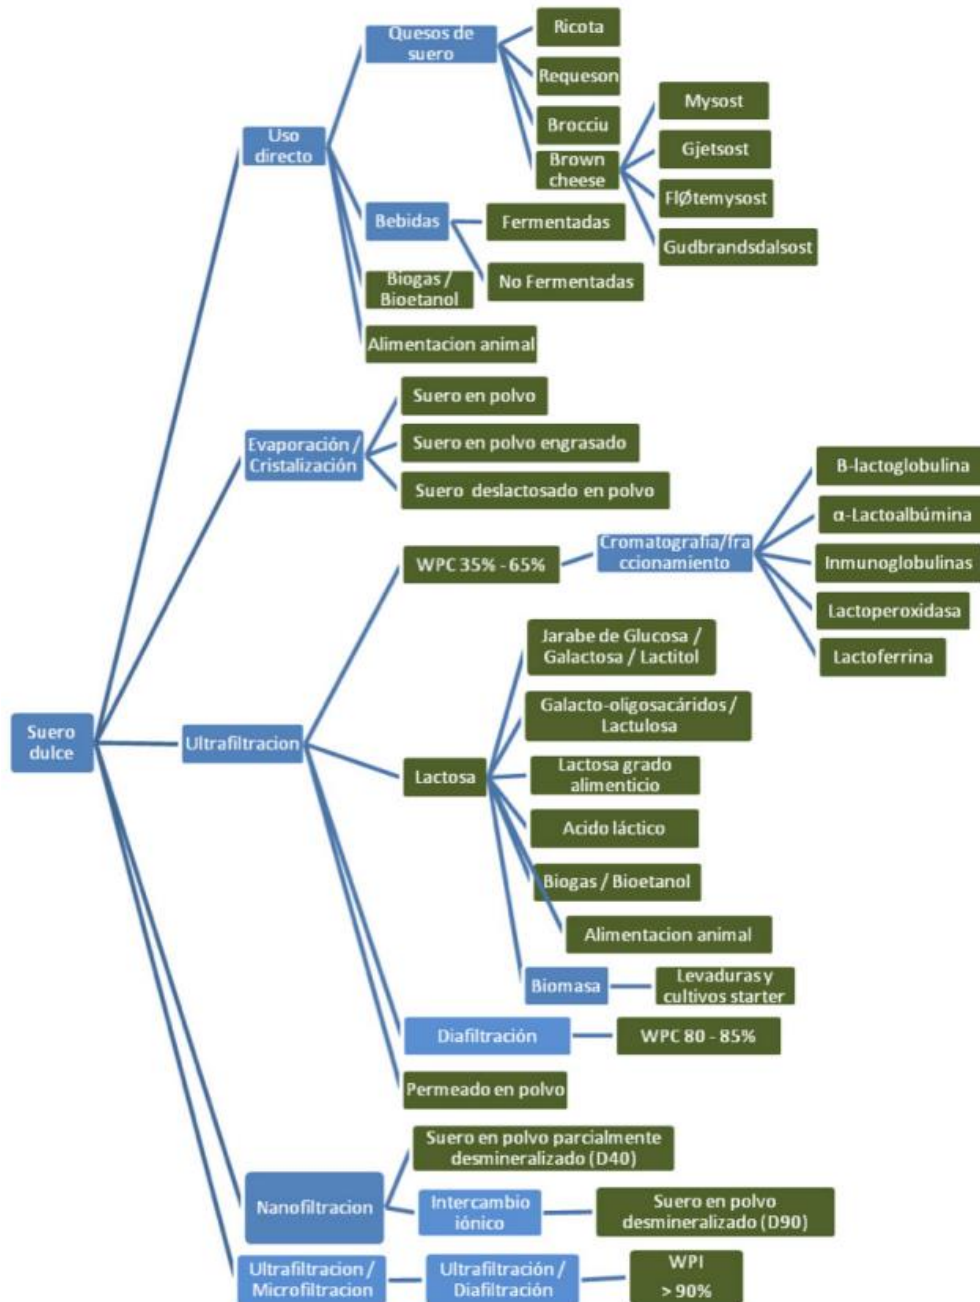 Quesos de
suero
Ricota
Requeson
Brocciu
Brown
cheese
Mysost
Gjetsost
FlØtemysost
Gudbrandsdalsost
Uso
directo
Bebidas
Fermentadas
No Fermentadas
Biogas /
Bioetanol
Alimentacion animal
Evaporación /
Cristalización
Suero en polvo
Suero en polvo engrasado
Suero deslactosado en polvo
WPC 35% - 65%
Cromatografia/fra
ccionamiento
B-lactoglobulina
α-Lactoalbúmina
Inmunoglobulinas
Lactoperoxidasa
Lactoferrina
Suero
dulce
Ultrafiltracion
Lactosa
Jarabe de Glucosa /
Galactosa / Lactitol
Galacto-oligosacáridos /
Lactulosa
Lactosa grado
alimenticio
Acido láctico
Biogas / Bioetanol
Alimentacion animal
Biomasa
Levaduras y
cultivos starter
Diafiltración
WPC 80 - 85%
Permeado en polvo
Nanofiltracion
Suero en polvo parcialmente
desmineralizado (D40)
Intercambio
iónico
Suero en polvo
desmineralizado (D90)
Ultrafiltracion /
Microfiltracion
Ultrafiltración /
Diafiltración
WPI
> 90%